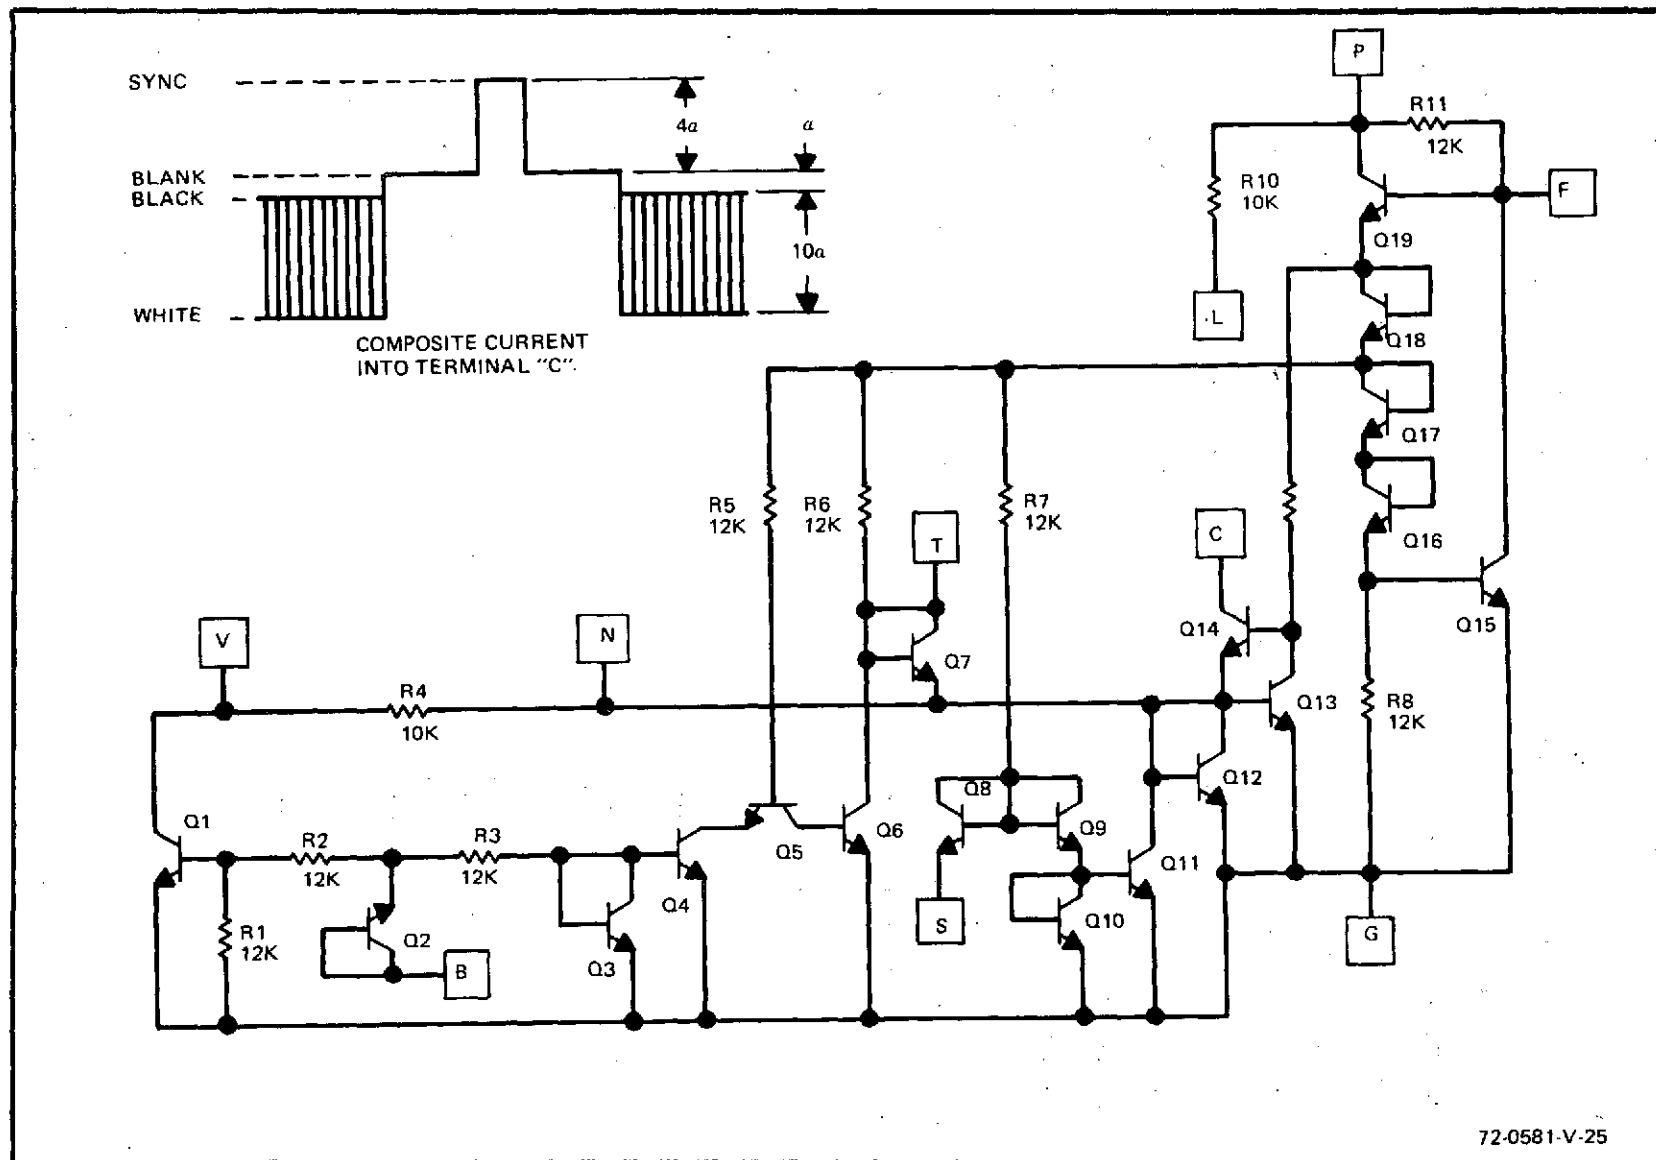 SYNC
4a
a
BLANK
BLACK
10a
WHITE
COMPOSITE CURRENT
INTO TERMINAL "C".
P
R11
12K
R10
10K
F
Q19
L
Q18
Q17
Q16
R5
12K
R6
12K
R7
12K
T
C
Q14
Q15
V
N
R4
10K
Q7
Q13
R8
12K
Q1
R2
12K
R3
12K
Q5
Q6
Q8
Q9
Q12
Q11
Q4
R1
12K
Q2
B
Q3
S
Q10
G
72-0581-V-25